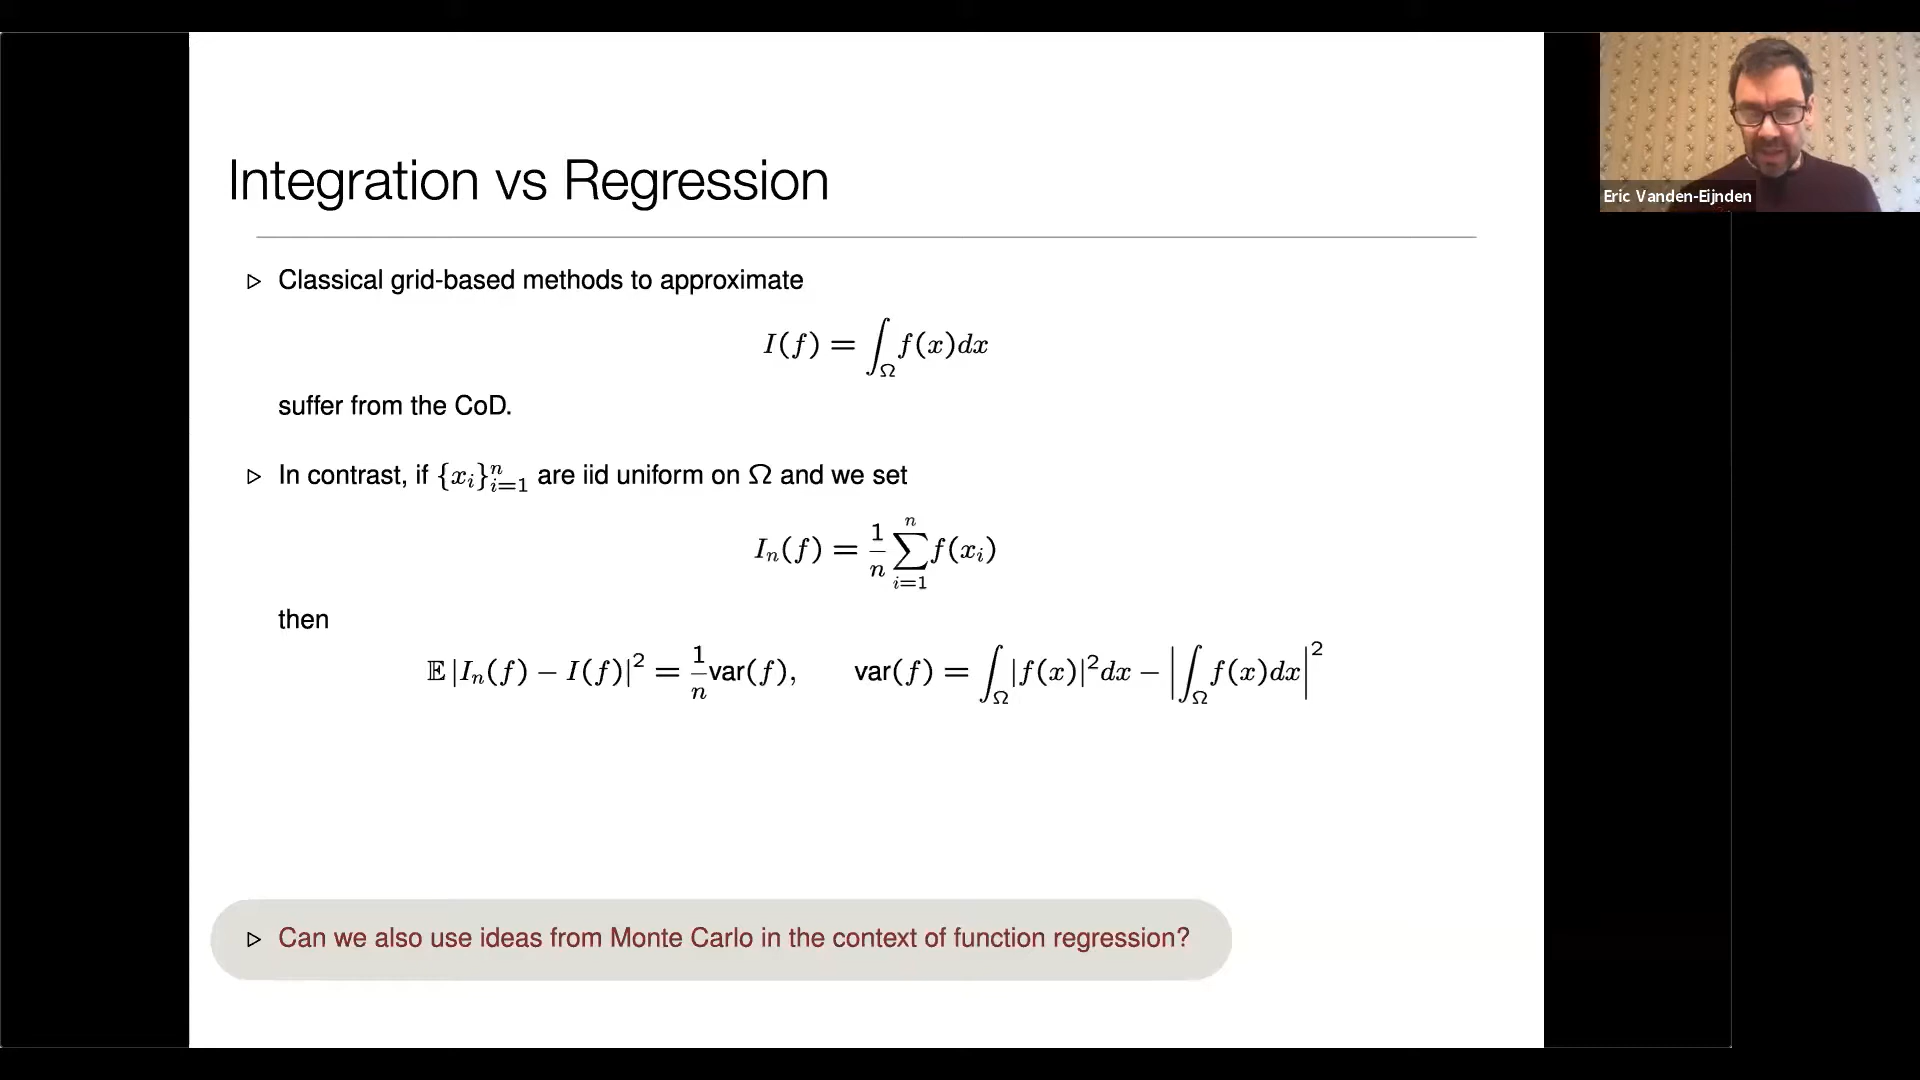 Integration vs Regression
▷ Classical grid-based methods to approximate
I(f) = ∫_Ω f(x)dx
suffer from the CoD.
▷ In contrast, if {x_i}_{i=1}^n are iid uniform on Ω and we set
I_n(f) = \frac{1}{n} ∑_{i=1}^{n} f(x_i)
then
𝔼|I_n(f) − I(f)|^2 = \frac{1}{n}var(f), var(f) = ∫_Ω |f(x)|^2 dx − |∫_Ω f(x)dx|^2
▷ Can we also use ideas from Monte Carlo in the context of function regression?
Eric Vanden-Eijnden